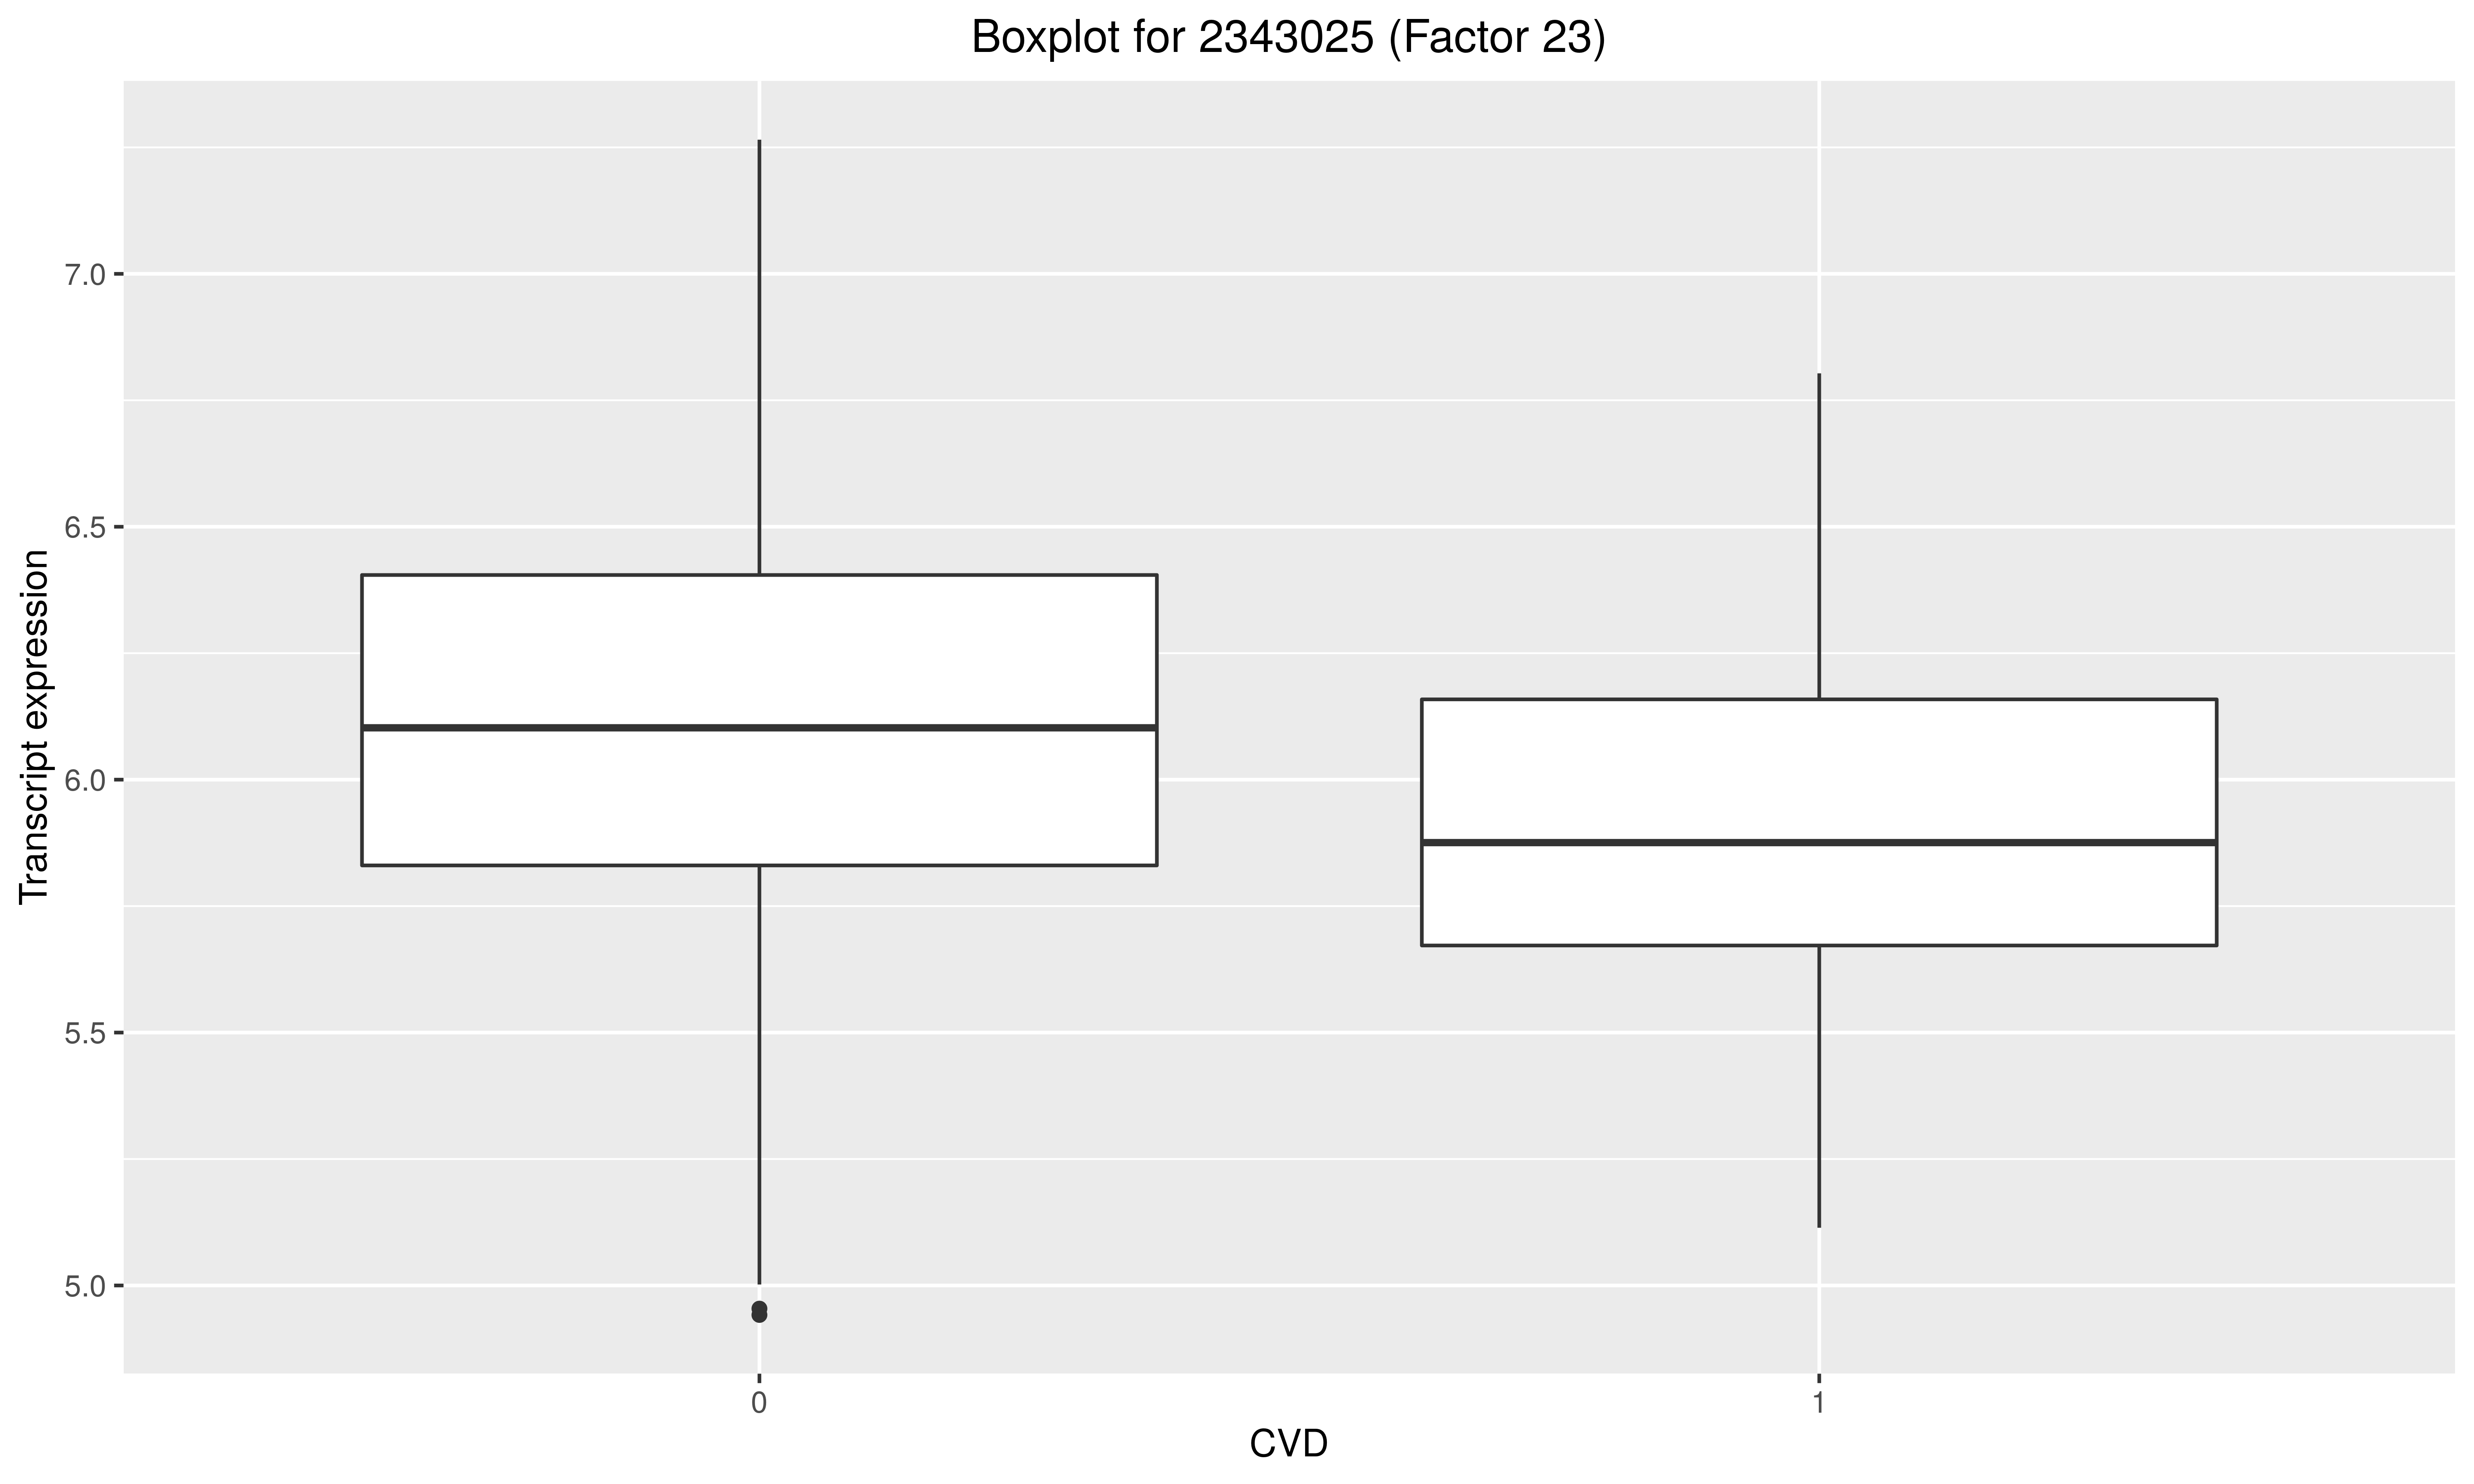 Boxplot for 2343025 (Factor 23)
Transcript expression
7.0
6.5
6.0
5.5
5.0
0
1
CVD